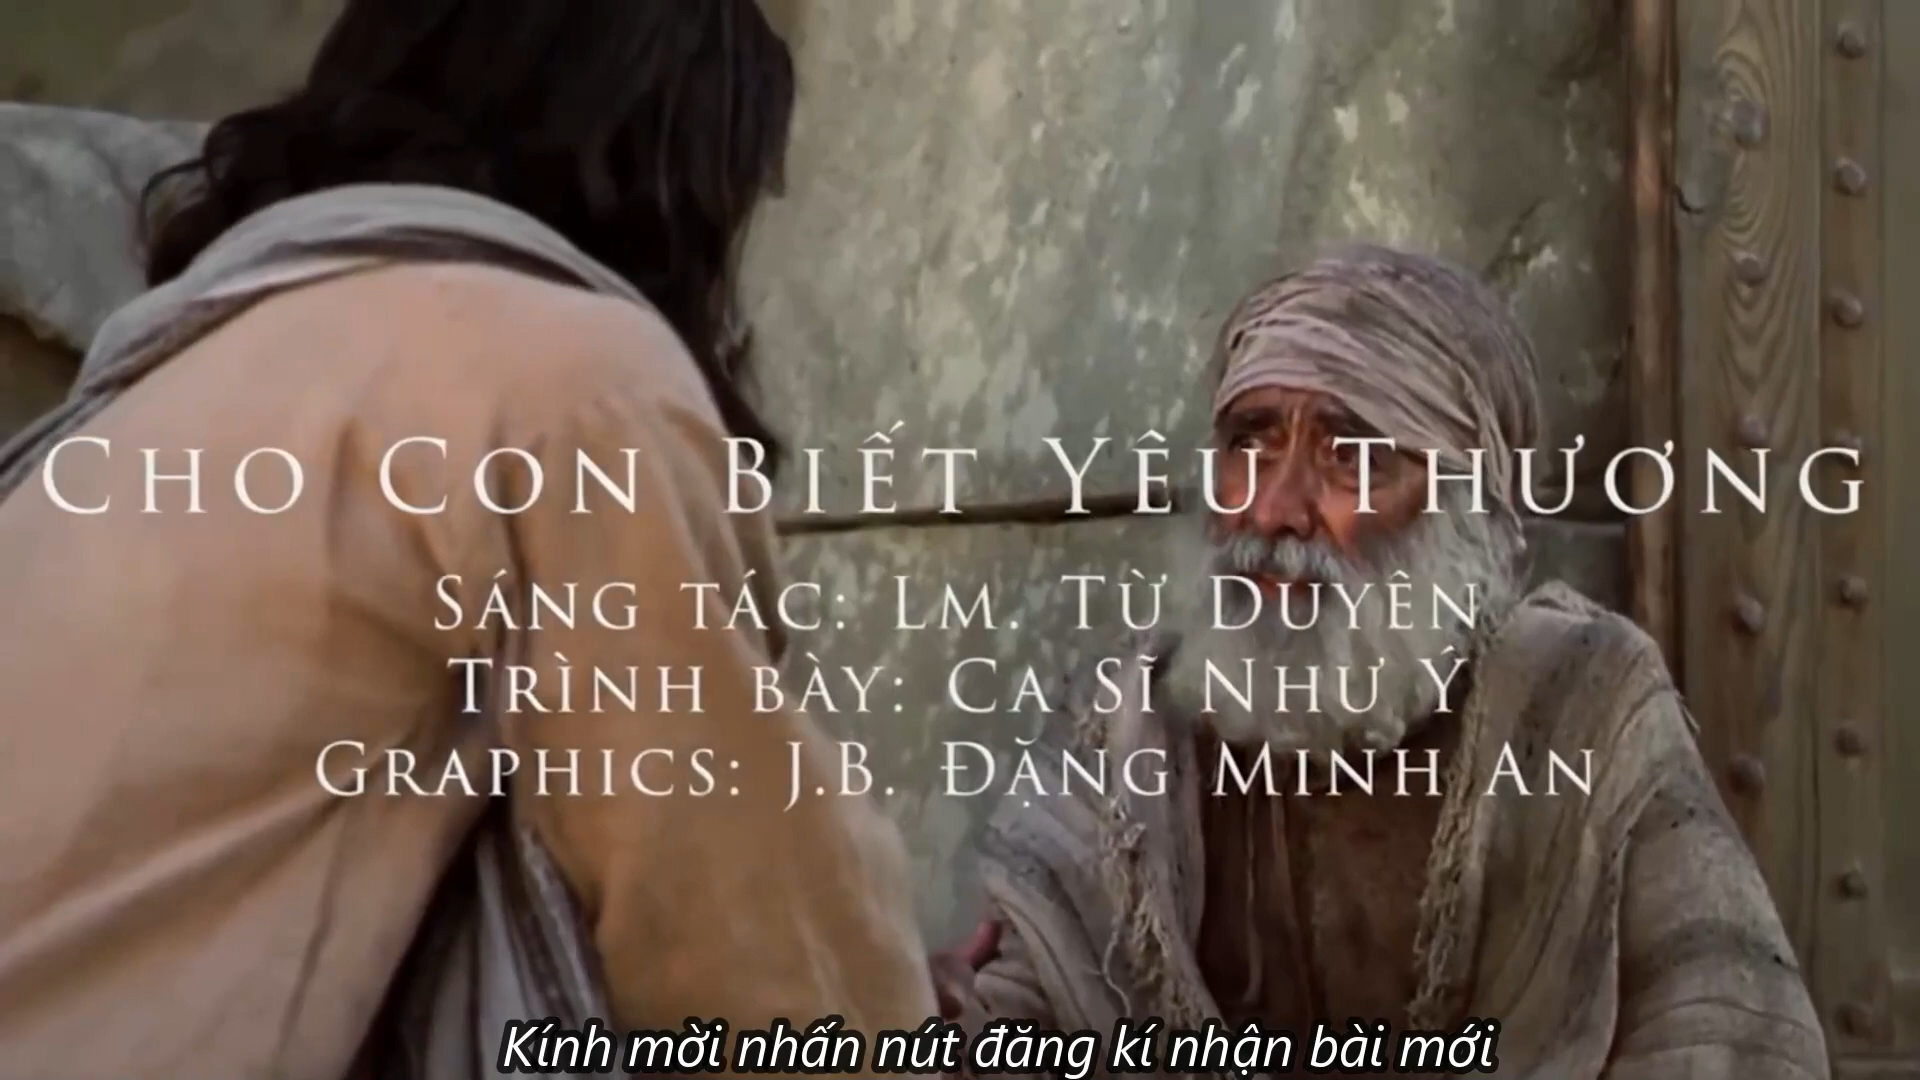 Cho Con Biết Yêu Thương
Sáng tác: Lm. Từ Duyên
Trình bày: Ca Sĩ Như Ý
Graphics: J.B. Đặng Minh An
Kính mời nhấn nút đăng kí nhận bài mới